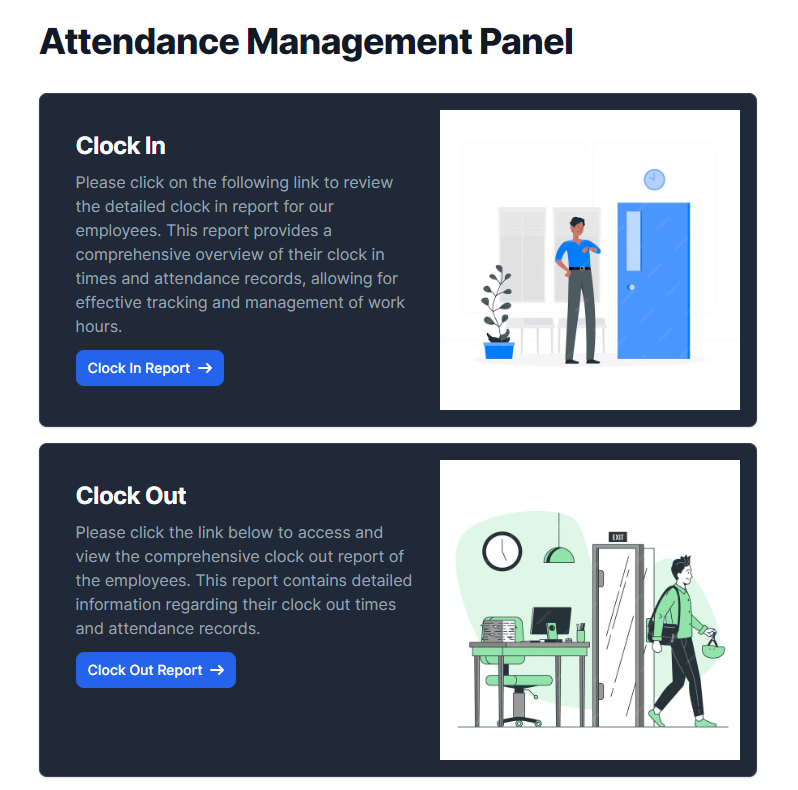 Attendance Management Panel
Clock In
Please click on the following link to review
the detailed clock in report for our
employees. This report provides a
comprehensive overview of their clock in
times and attendance records, allowing for
effective tracking and management of work
hours.
Clock In Report →
Clock Out
Please click the link below to access and
view the comprehensive clock out report of
the employees. This report contains detailed
information regarding their clock out times
and attendance records.
Clock Out Report →
EXIT